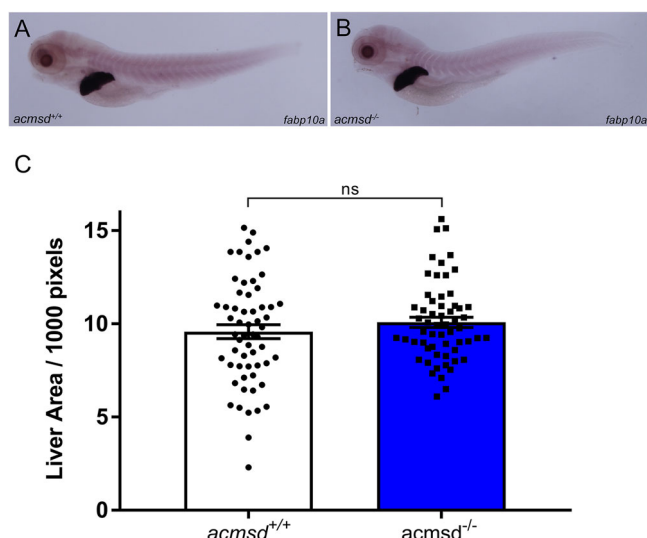 A
B
acmsd+/+
fabp10a
acmsd-/-
fabp10a
C
ns
Liver Area / 1000 pixels
15
10
5
0
acmsd+/+
acmsd-/-